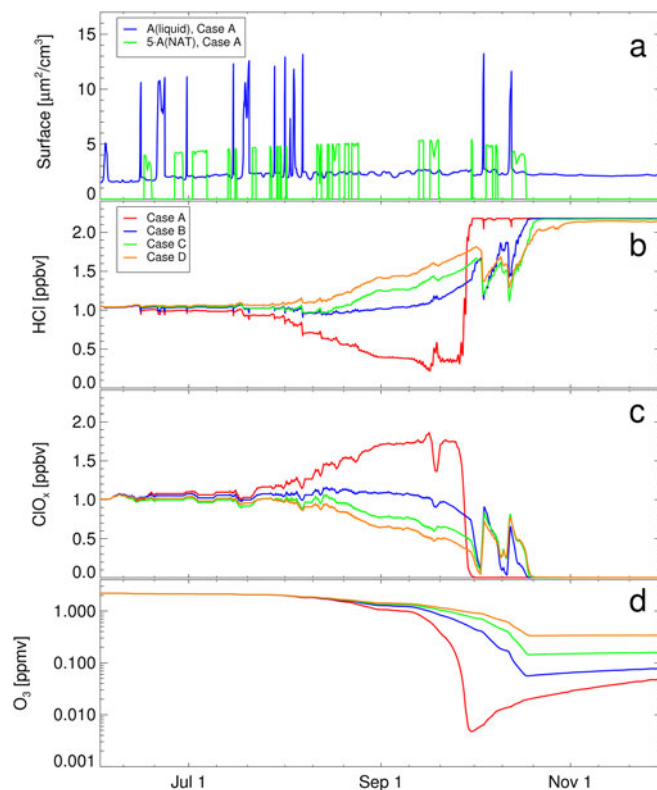 A(liquid), Case A
5·A(NAT), Case A
a
15
10
5
0
Surface [μm²/cm³]
Case A
Case B
Case C
Case D
b
2.0
1.5
1.0
0.5
0.0
HCl [ppbv]
c
2.0
1.5
1.0
0.5
0.0
ClOₓ [ppbv]
d
1.000
0.100
0.010
0.001
O₃ [ppmv]
Jul 1 Sep 1 Nov 1